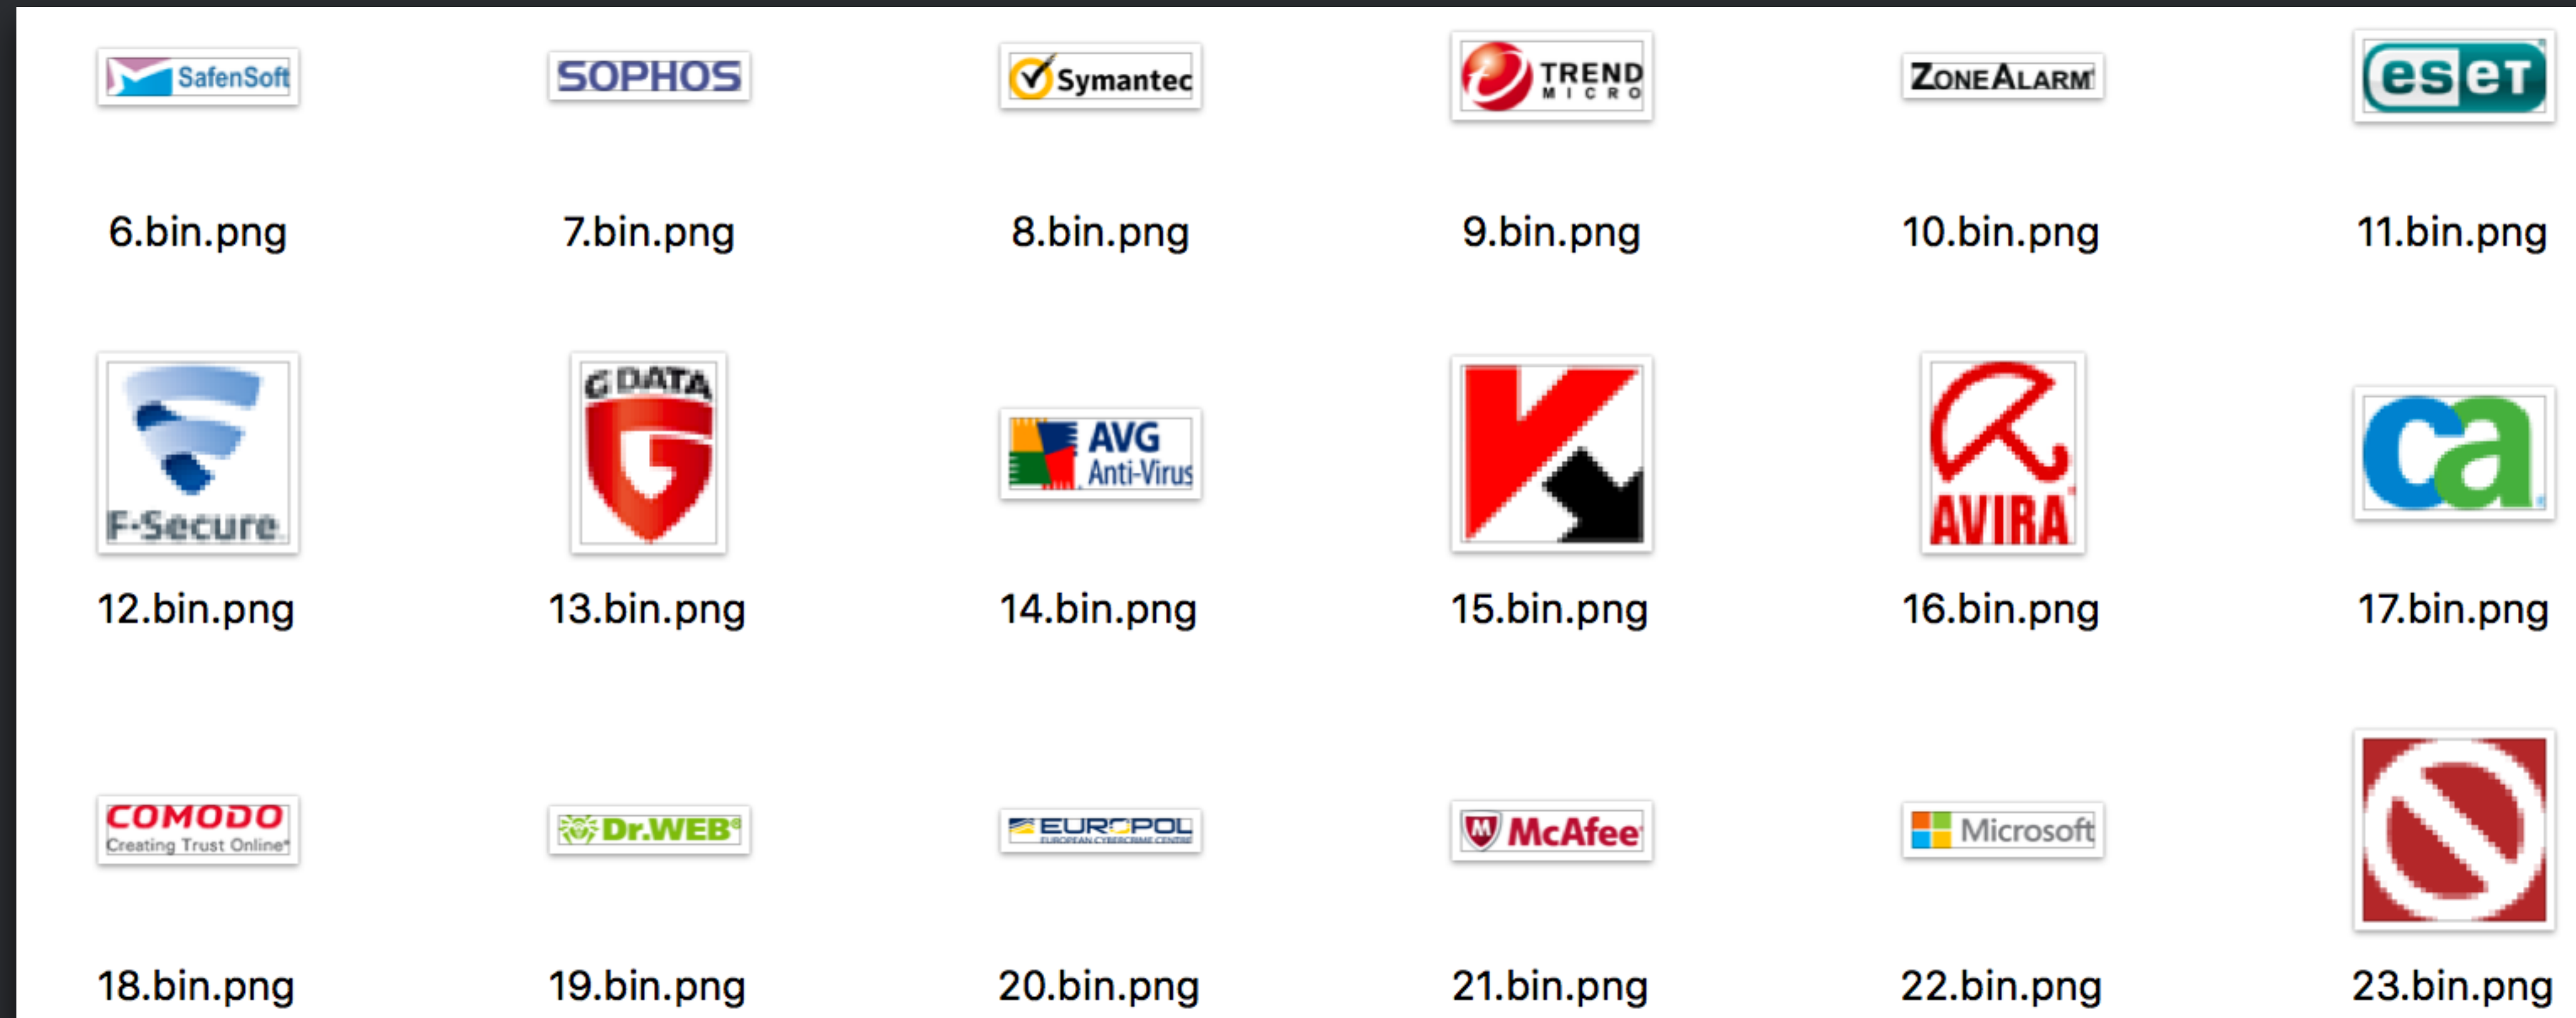 SafenSoft
SOPHOS
Symantec
TREND
MICRO
ZONEALARM
eseT
6.bin.png
7.bin.png
8.bin.png
9.bin.png
10.bin.png
11.bin.png
F-Secure
G DATA
G
AVG
Anti-Virus
K
AVIRA
ca
12.bin.png
13.bin.png
14.bin.png
15.bin.png
16.bin.png
17.bin.png
COMODO
Creating Trust Online®
Dr.WEB®
EUROPOL
EUROPEAN CYBERCRIME CENTRE
M McAfee
Microsoft
18.bin.png
19.bin.png
20.bin.png
21.bin.png
22.bin.png
23.bin.png